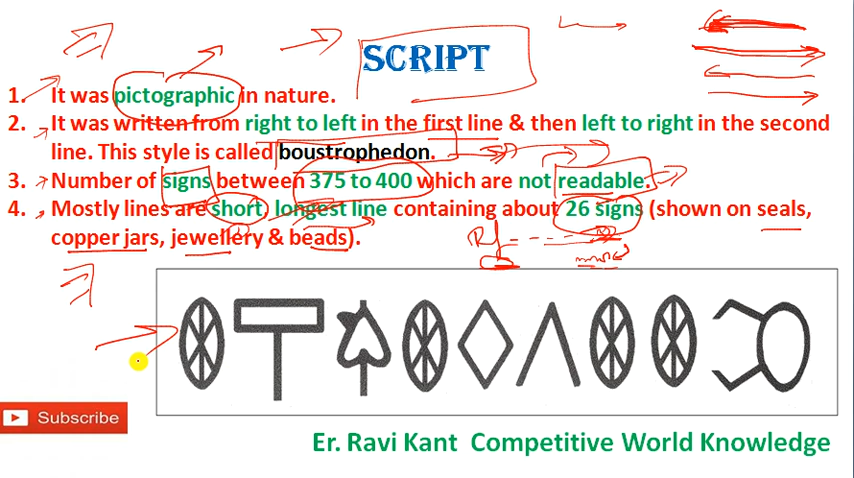 SCRIPT
1. It was pictographic in nature.
2. It was written from right to left in the first line & then left to right in the second
line. This style is called boustrophedon.
3. Number of signs between 375 to 400 which are not readable.
4. Mostly lines are short, longest line containing about 26 signs (shown on seals,
copper jars, jewellery & beads).
Subscribe
Er. Ravi Kant Competitive World Knowledge